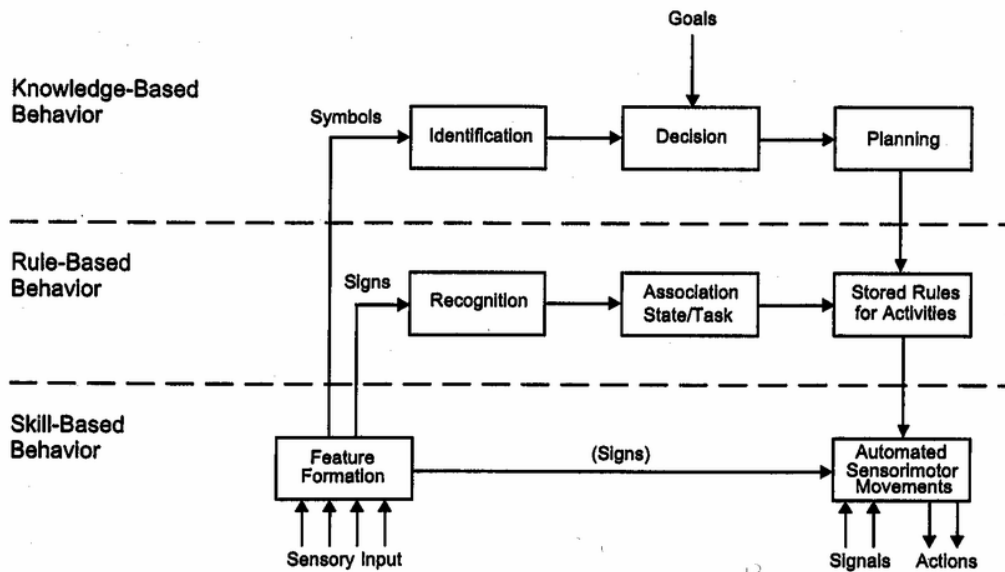 Goals
Knowledge-Based
Behavior
Symbols
Identification
Decision
Planning
Rule-Based
Behavior
Signs
Recognition
Association
State/Task
Stored Rules
for Activities
Skill-Based
Behavior
Feature
Formation
(Signs)
Automated
Sensorimotor
Movements
Sensory Input
Signals
Actions